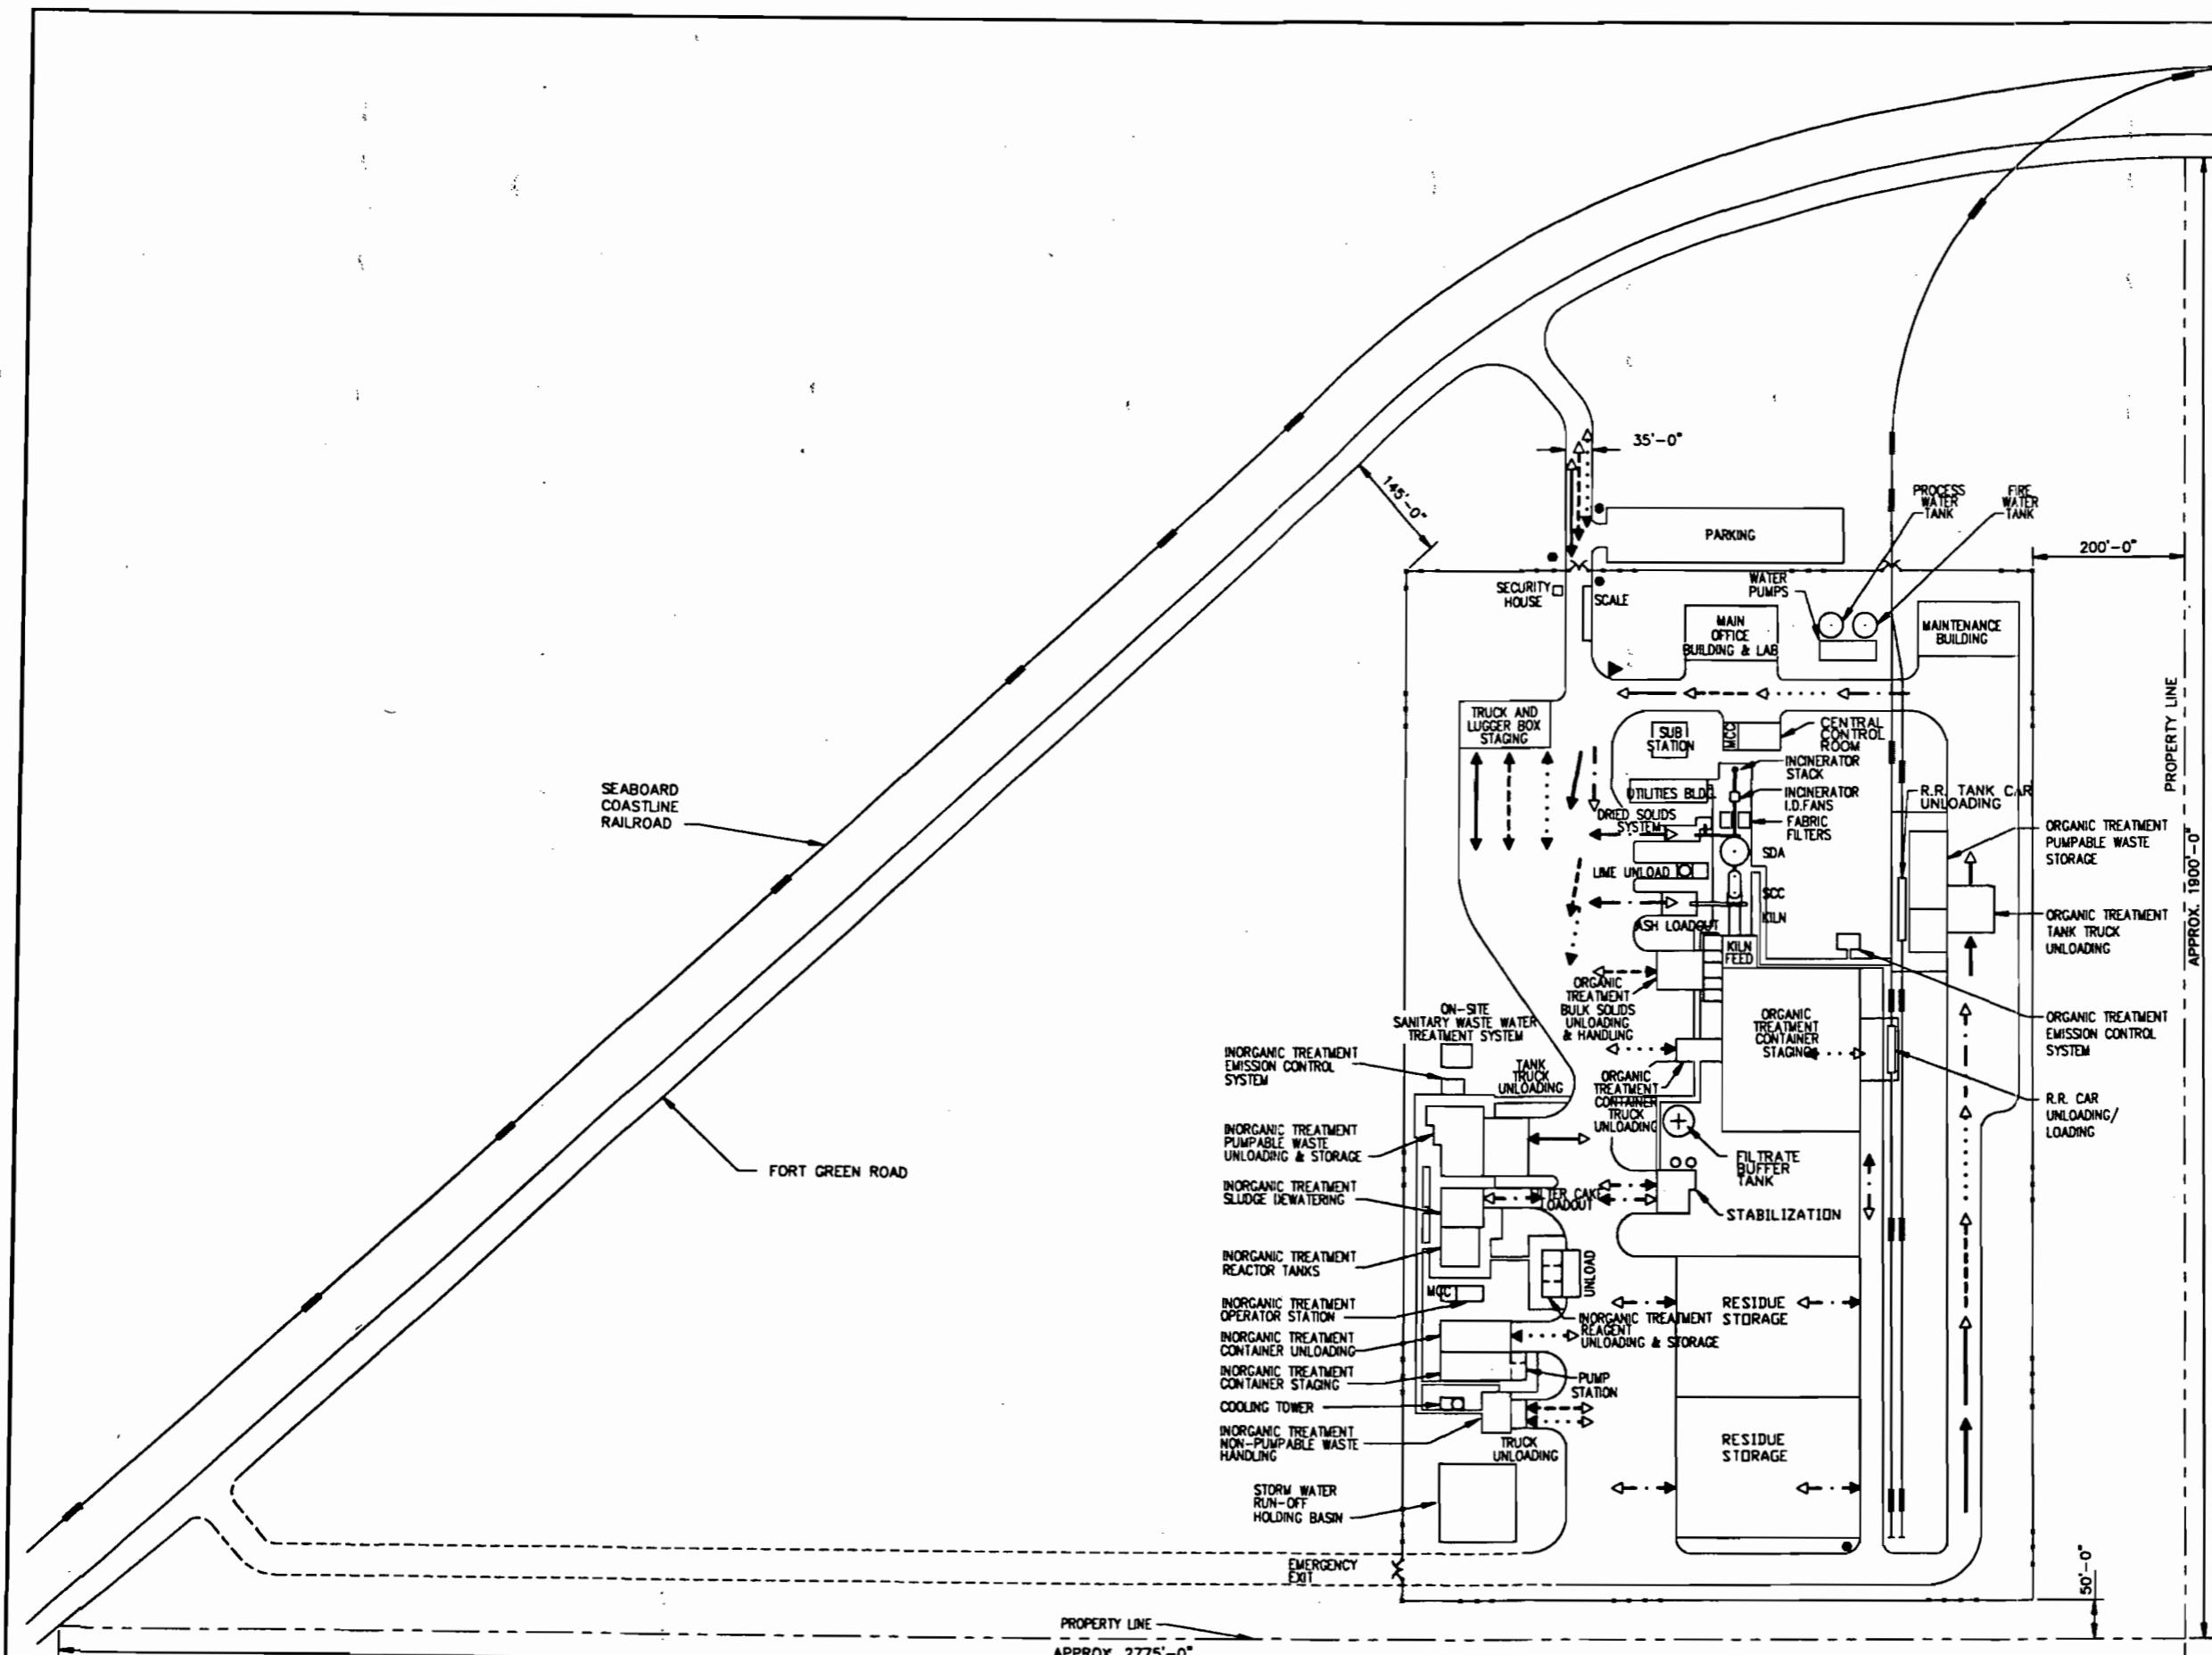 35'-0"
145'-0"
PROCESS
WATER
TANK
FIRE
WATER
TANK
PARKING
200'-0"
SECURITY
HOUSE
SCALE
WATER
PUMPS
MAIN
OFFICE
BUILDING & LAB
MAINTENANCE
BUILDING
PROPERTY LINE
TRUCK AND
LUGGER BOX
STAGING
SUB
STATION
MCC
CENTRAL
CONTROL
ROOM
INCINERATOR
STACK
UTILITIES BLDG.
INCINERATOR
I.D.FANS
R.R. TANK CAR
UNLOADING
DRIED SOLIDS
SYSTEM
FABRIC
FILTERS
SEABOARD
COASTLINE
RAILROAD
ORGANIC TREATMENT
PUMPABLE WASTE
STORAGE
SDA
LIME UNLOAD
SCC
KILN
ASH LOADOUT
KILN
FEED
ORGANIC TREATMENT
TANK TRUCK
UNLOADING
APPROX. 1900'-0"
ORGANIC
TREATMENT
BULK SOLIDS
UNLOADING
& HANDLING
ON-SITE
SANITARY WASTE WATER
TREATMENT SYSTEM
ORGANIC
TREATMENT
CONTAINER
STAGING
ORGANIC TREATMENT
EMISSION CONTROL
SYSTEM
INORGANIC TREATMENT
EMISSION CONTROL
SYSTEM
TANK
TRUCK
UNLOADING
ORGANIC
TREATMENT
CONTAINER
TRUCK
UNLOADING
R.R. CAR
UNLOADING/
LOADING
INORGANIC TREATMENT
PUMPABLE WASTE
UNLOADING & STORAGE
FORT GREEN ROAD
FILTRATE
BUFFER
TANK
INORGANIC TREATMENT
SLUDGE DEWATERING
FILTER CAKE
LOADOUT
STABILIZATION
INORGANIC TREATMENT
REACTOR TANKS
UNLOAD
MCC
INORGANIC TREATMENT
OPERATOR STATION
INORGANIC TREATMENT
REAGENT
UNLOADING & STORAGE
RESIDUE
STORAGE
INORGANIC TREATMENT
CONTAINER UNLOADING
INORGANIC TREATMENT
CONTAINER STAGING
PUMP
STATION
COOLING TOWER
INORGANIC TREATMENT
NON-PUMPABLE WASTE
HANDLING
TRUCK
UNLOADING
RESIDUE
STORAGE
STORM WATER
RUN-OFF
HOLDING BASIN
EMERGENCY
EXIT
50'-0"
PROPERTY LINE
APPROX. 2775'-0"